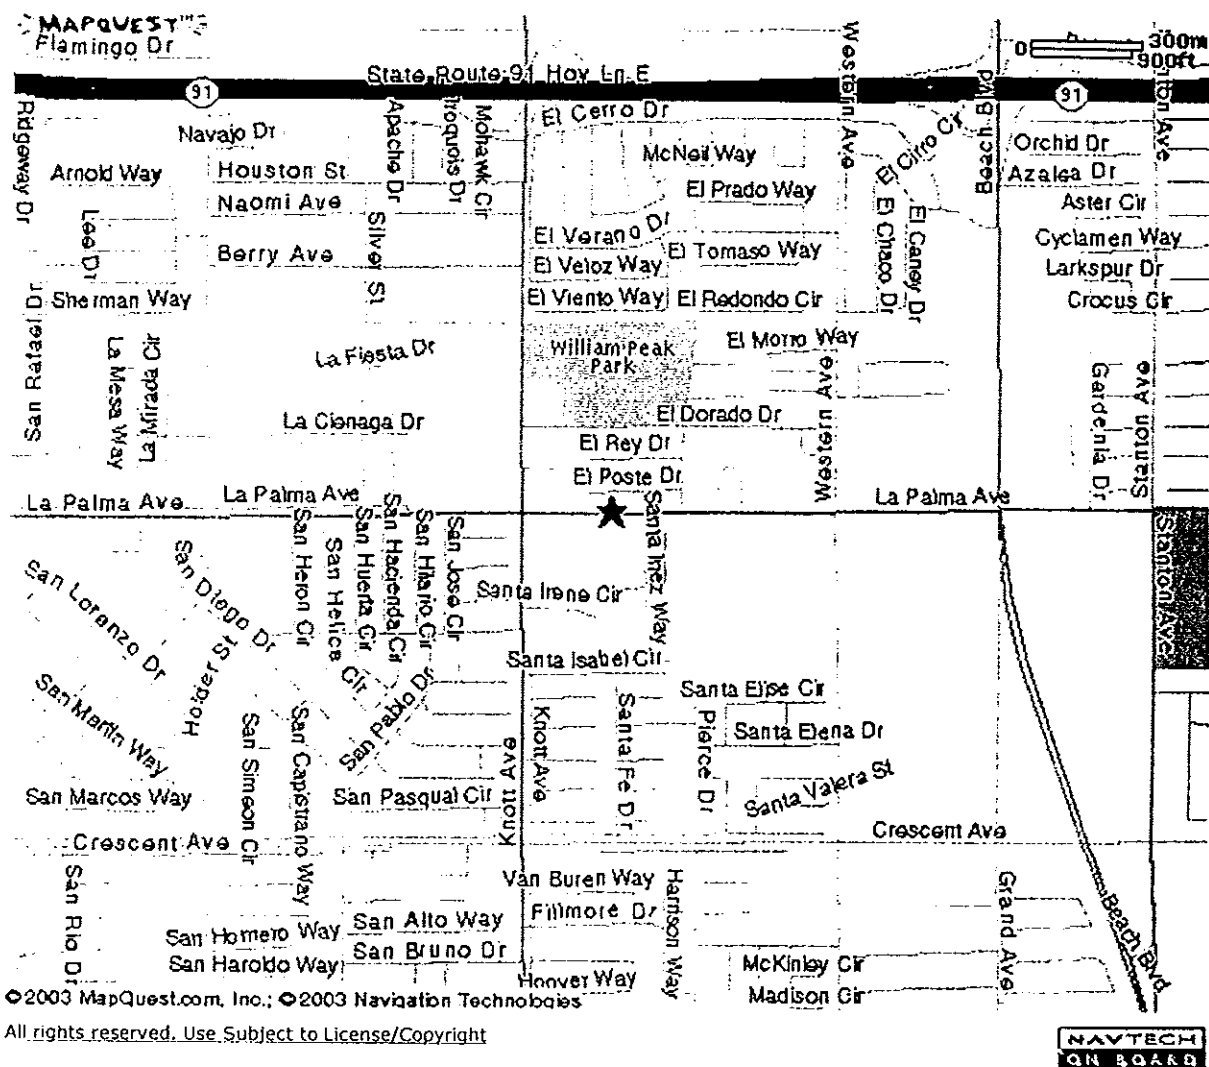 MAPQUEST™
Flamingo Dr
0 300m
900ft
State Route 91 Hov Ln E
91
91
Ridgeway Dr
Navajo Dr
Apache Dr
Iroquois Dr
Mohawk Cir
El Cerro Dr
Western Ave
Beach Blvd
El Cirro Cir
Orchid Dr
McNeil Way
Arnold Way
Houston St
Azalea Dr
El Prado Way
Naomi Ave
Aster Cir
Lee Dr
Silver St
El Verano Dr
El Chaco Dr
El Caney Dr
Cyclamen Way
Berry Ave
El Tomaso Way
El Veloz Way
Larkspur Dr
Sherman Way
El Viento Way
El Redondo Cir
Crocus Cir
San Rafael Dr
La Mesa Way
La Mirada Cir
La Fiesta Dr
William Peak
Park
El Morro Way
Western Ave
Gardenia Dr
Stanton Ave
La Cienaga Dr
El Dorado Dr
El Rey Dr
El Poste Dr
La Palma Ave
La Palma Ave
La Palma Ave
San Diego Dr
San Heron Cir
San Helice Cir
San Huerta Cir
San Hacienda Cir
San Hilario Cir
San Jose Cir
Santa Inez Way
Stanton Ave
San Lorenzo Dr
Santa Irene Cir
Holder St
Santa Isabel Cir
San Pablo Dr
San Martin Way
Santa Elise Cir
San Simeon Cir
San Capistrano Way
Knott Ave
Knott Ave
Santa Fe Dr
Pierce Dr
Santa Elena Dr
Santa Valera St
San Marcos Way
San Pasqual Cir
Crescent Ave
Crescent Ave
San Rio Dr
Van Buren Way
Harrison Way
Grand Ave
Beach Blvd
San Alto Way
Fillmore Dr
San Homero Way
San Bruno Dr
San Haroldo Way
McKinley Cir
Hoover Way
Madison Cir
©2003 MapQuest.com, Inc.; ©2003 Navigation Technologies
All rights reserved. Use Subject to License/Copyright
NAVTECH
ON BOARD